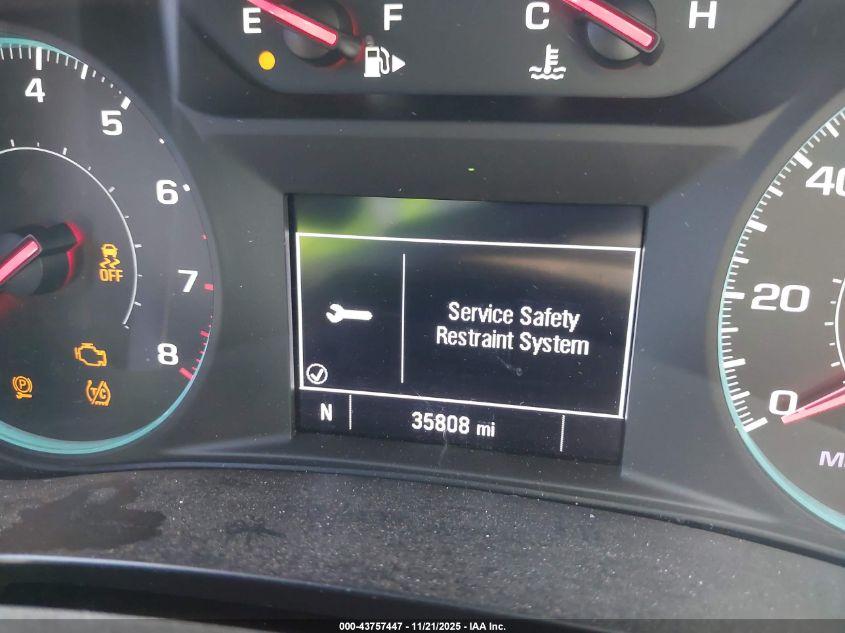 E F C H
4
5
6
7
8
OFF
P
T/C
Service Safety
Restraint System
N 35808 mi
40
20
0
M
000-43757447 - 11/21/2025 - IAA Inc.